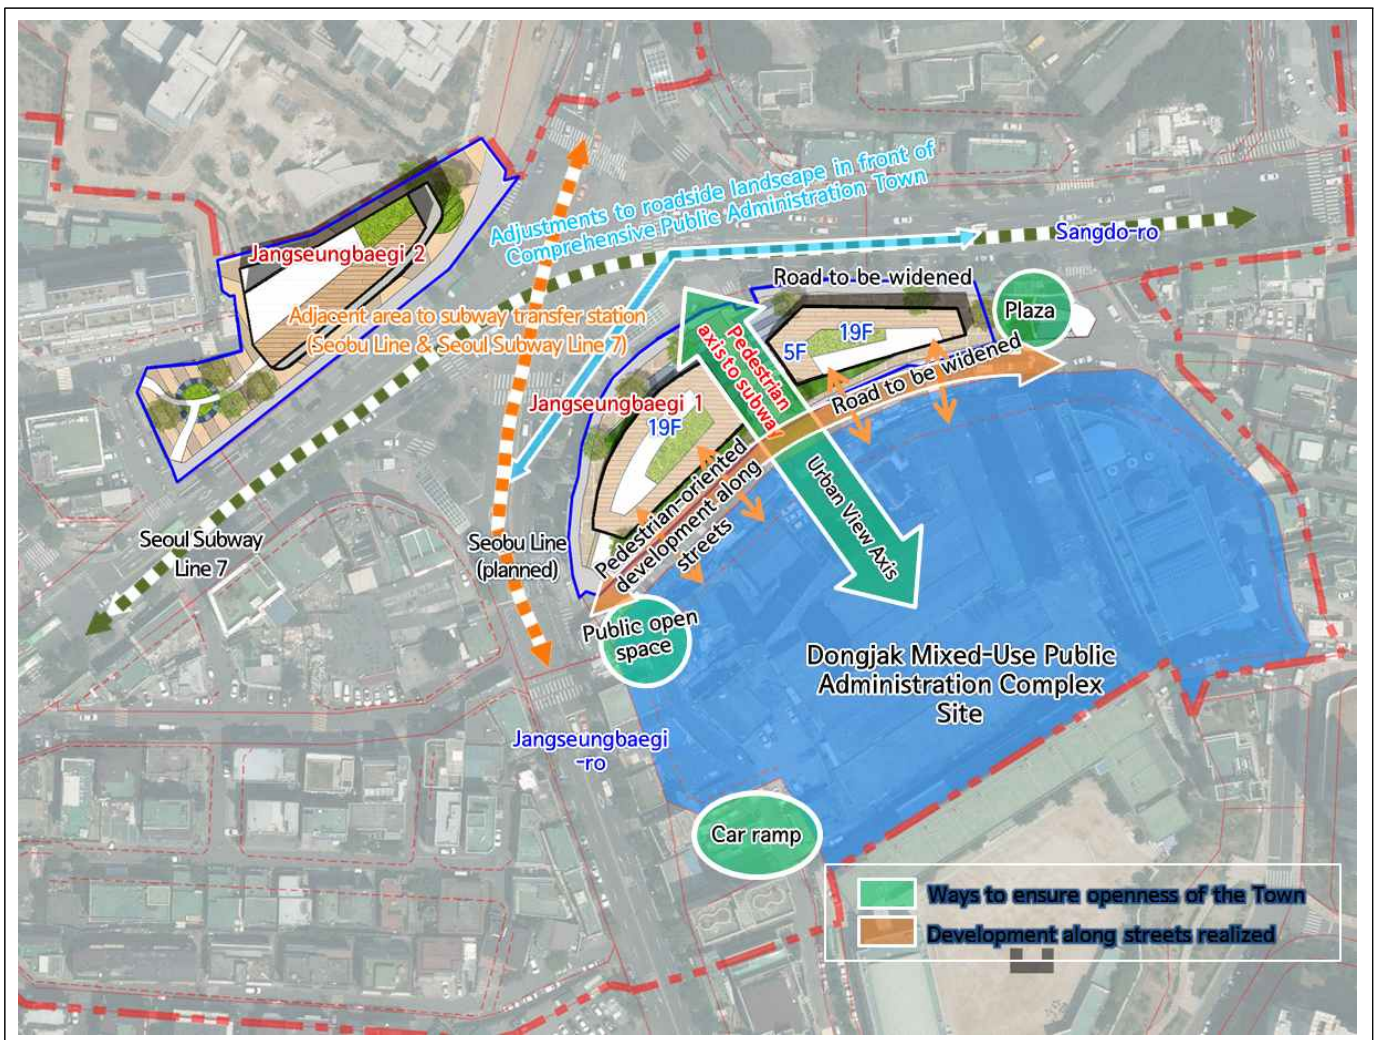 Adjustments to roadside landscape in front of
Comprehensive Public Administration Town
Sangdo-ro
Jangseungbaegi 2
Road to be widened
Plaza
Adjacent area to subway transfer station
(Seobu Line & Seoul Subway Line 7)
19F
5F
Pedestrian
axis to subway
Road to be widened
Jangseungbaegi 1
19F
Urban View Axis
Pedestrian-oriented
development along
streets
Seoul Subway
Line 7
Seobu Line
(planned)
Public open
space
Dongjak Mixed-Use Public
Administration Complex
Site
Jangseungbaegi
-ro
Car ramp
Ways to ensure openness of the Town
Development along streets realized